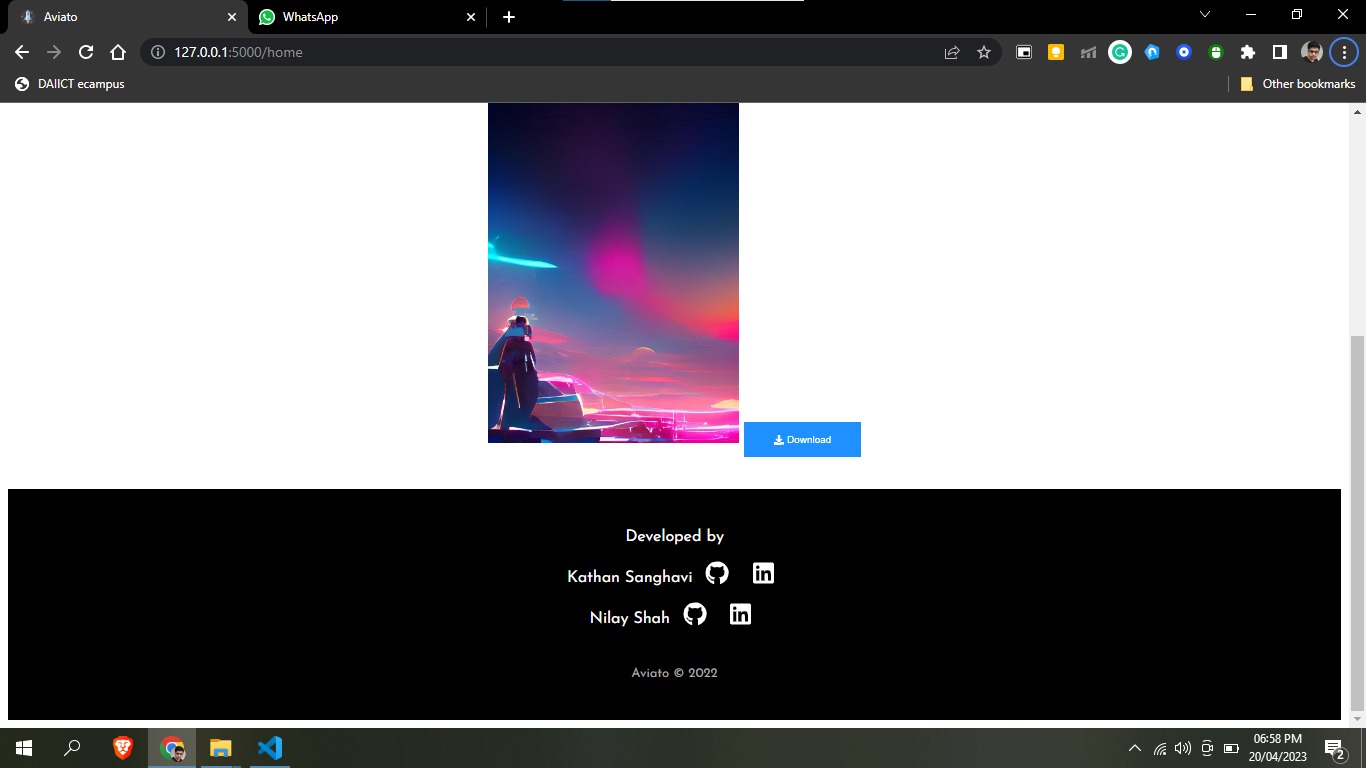 Aviato
WhatsApp
127.0.0.1:5000/home
DAIICT ecampus
Other bookmarks
Download
Developed by
Kathan Sanghavi
Nilay Shah
Aviato © 2022
06:58 PM
20/04/2023
2